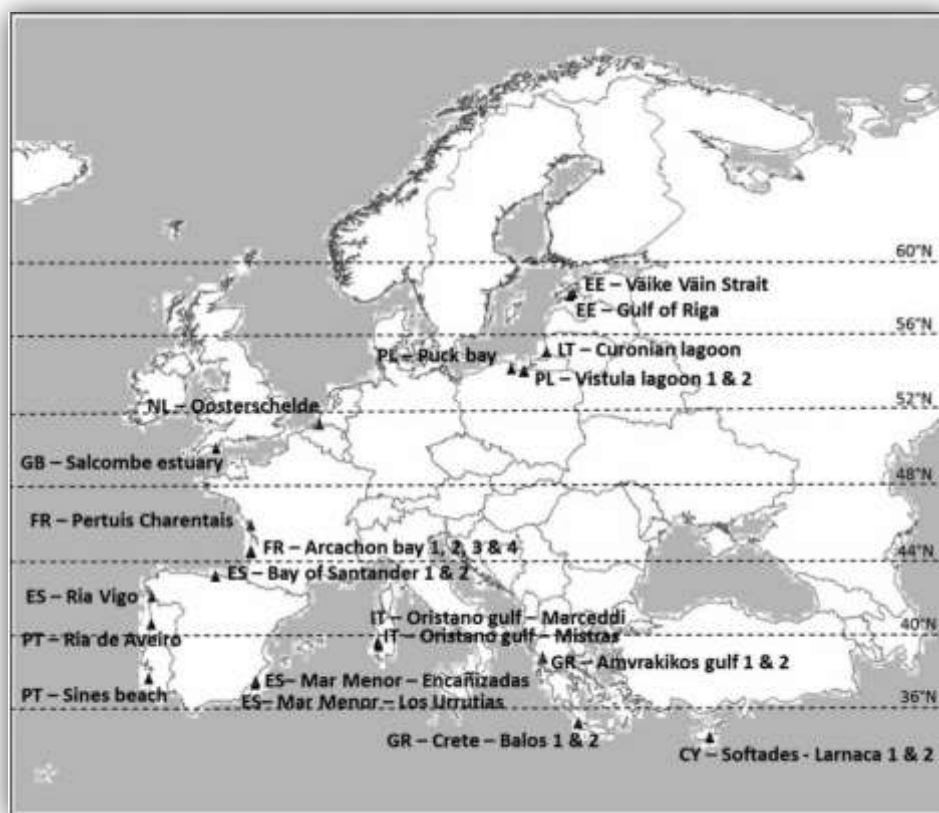 60°N
EE – Väike Väin Strait
EE – Gulf of Riga
56°N
PL – Puck bay
LT – Curonian lagoon
PL – Vistula lagoon 1 & 2
52°N
NL – Oosterschelde
GB – Salcombe estuary
48°N
FR – Pertuis Charentais
FR – Arcachon bay 1, 2, 3 & 4
44°N
ES – Bay of Santander 1 & 2
ES – Ria Vigo
IT – Oristano gulf – Marceddi
40°N
PT – Ria de Aveiro
IT – Oristano gulf – Mistras
GR – Amvrakikos gulf 1 & 2
ES– Mar Menor – Encañizadas
PT – Sines beach
ES– Mar Menor – Los Urrutias
36°N
GR – Crete – Balos 1 & 2
CY – Softades - Larnaca 1 & 2